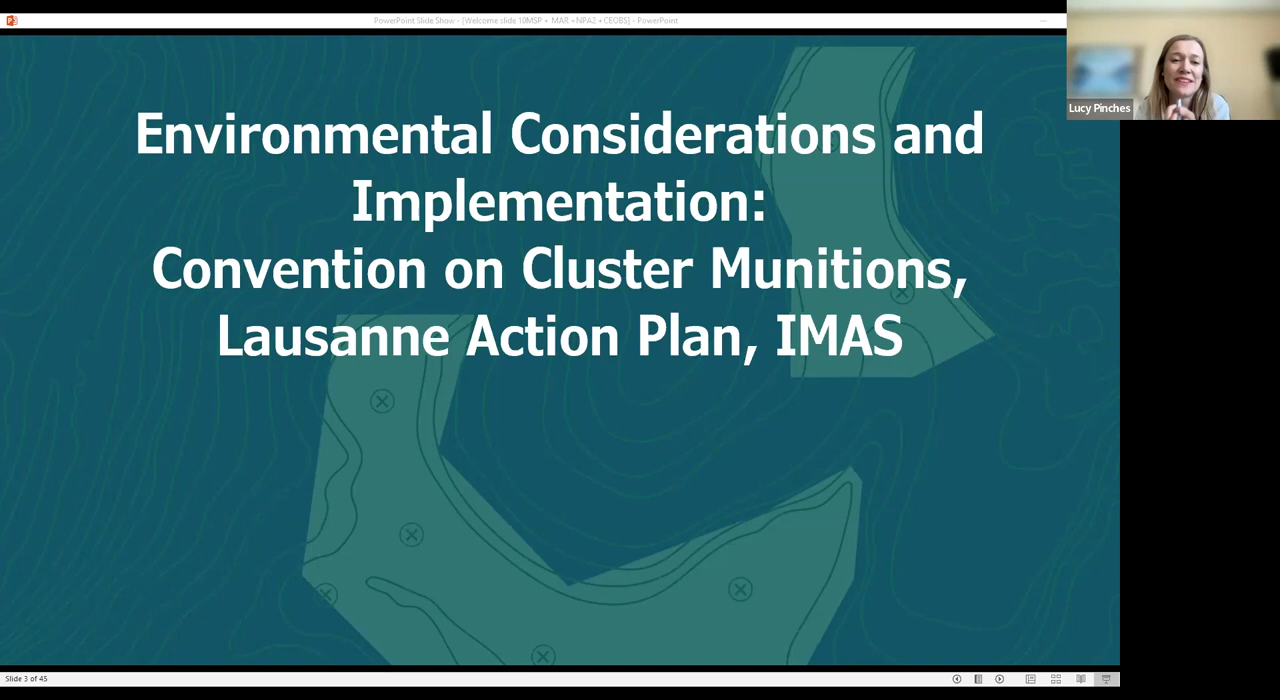 PowerPoint Slide Show - [Welcome slide 10MSP + MAR +NPA2 + CEOBS] - PowerPoint
Lucy Pinches
Environmental Considerations and
Implementation:
Convention on Cluster Munitions,
Lausanne Action Plan, IMAS
Slide 3 of 45